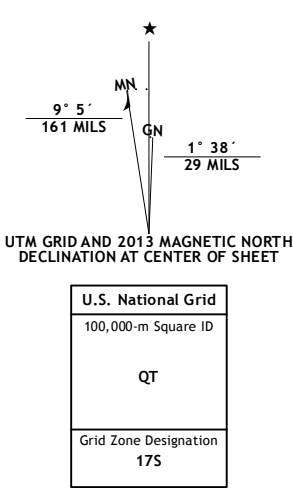 ★
MN
9° 5´
161 MILS
GN
1° 38´
29 MILS
UTM GRID AND 2013 MAGNETIC NORTH
DECLINATION AT CENTER OF SHEET
U.S. National Grid
100,000-m Square ID
QT
Grid Zone Designation
17S